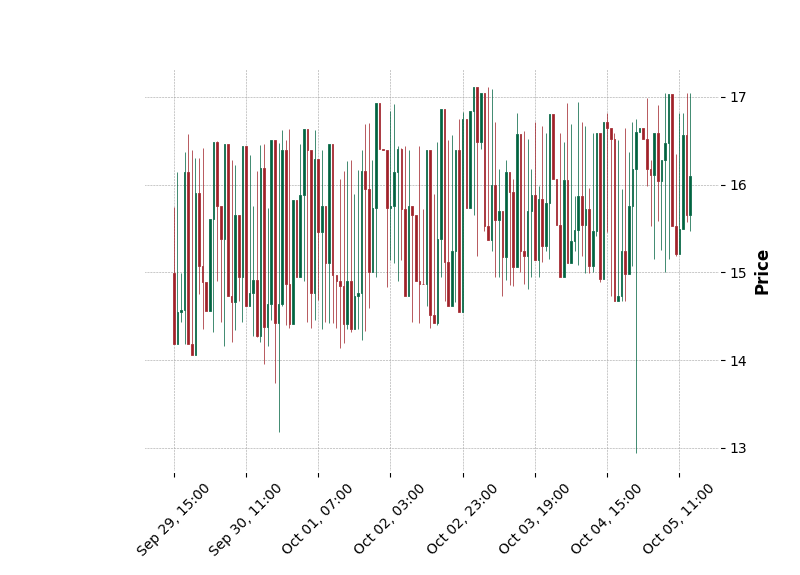 17
16
15
14
13
Price
Sep 29, 15:00
Sep 30, 11:00
Oct 01, 07:00
Oct 02, 03:00
Oct 02, 23:00
Oct 03, 19:00
Oct 04, 15:00
Oct 05, 11:00